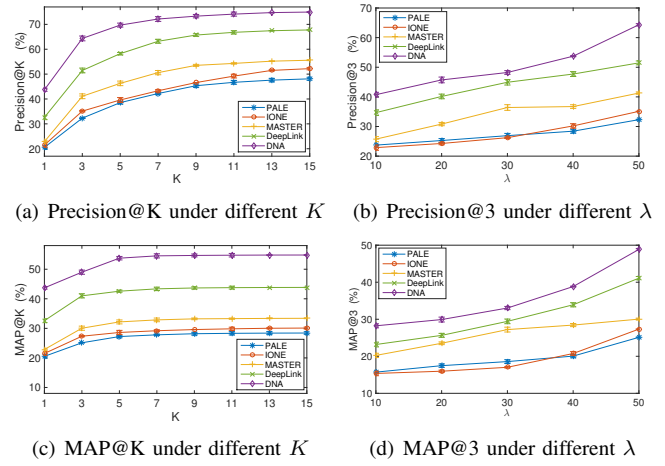 Precision@K (%)
70
60
50
40
30
20
PALE
IONE
MASTER
DeepLink
DNA
1 3 5 7 9 11 13 15
K
(a) Precision@K under different K
Precision@3 (%)
70
60
50
40
30
20
PALE
IONE
MASTER
DeepLink
DNA
10 20 30 40 50
λ
(b) Precision@3 under different λ
MAP@K (%)
50
40
30
20
10
PALE
IONE
MASTER
DeepLink
DNA
1 3 5 7 9 11 13 15
K
(c) MAP@K under different K
MAP@3 (%)
50
40
30
20
10
PALE
IONE
MASTER
DeepLink
DNA
10 20 30 40 50
λ
(d) MAP@3 under different λ